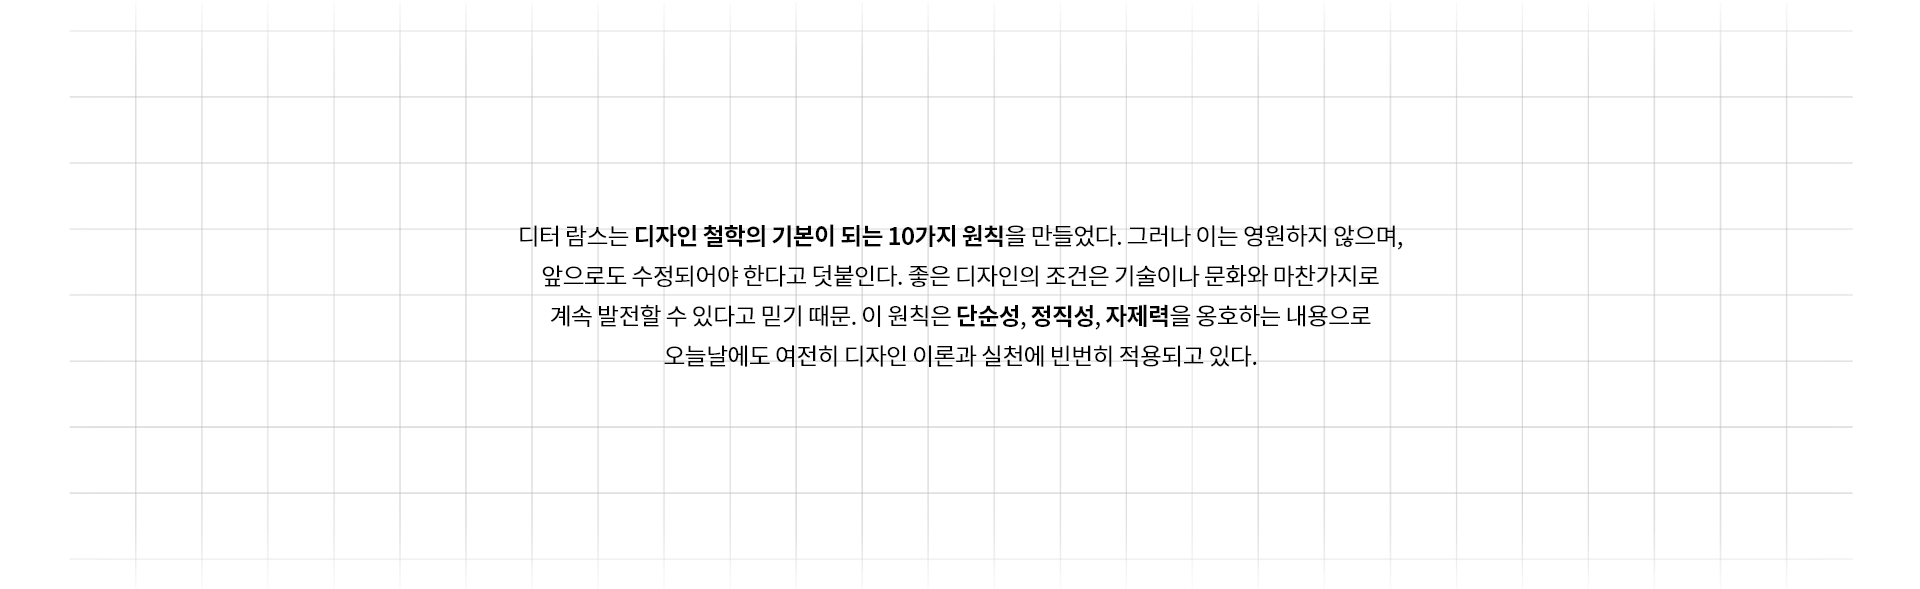 디터 람스는 디자인 철학의 기본이 되는 10가지 원칙을 만들었다. 그러나 이는 영원하지 않으며,
앞으로도 수정되어야 한다고 덧붙인다. 좋은 디자인의 조건은 기술이나 문화와 마찬가지로
계속 발전할 수 있다고 믿기 때문. 이 원칙은 단순성, 정직성, 자제력을 옹호하는 내용으로
오늘날에도 여전히 디자인 이론과 실천에 빈번히 적용되고 있다.